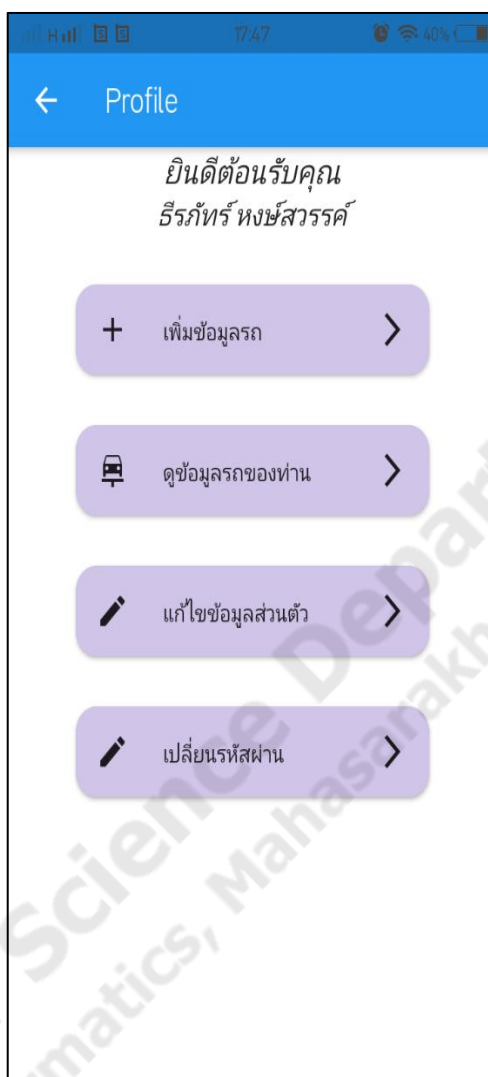 17:47 40%
Profile
ยินดีต้อนรับคุณ
ธีรภัทร์ หงษ์สวรรค์
เพิ่มข้อมูลรถ
ดูข้อมูลรถของท่าน
แก้ไขข้อมูลส่วนตัว
เปลี่ยนรหัสผ่าน
Science Depart
rmatics, Mahasarakh